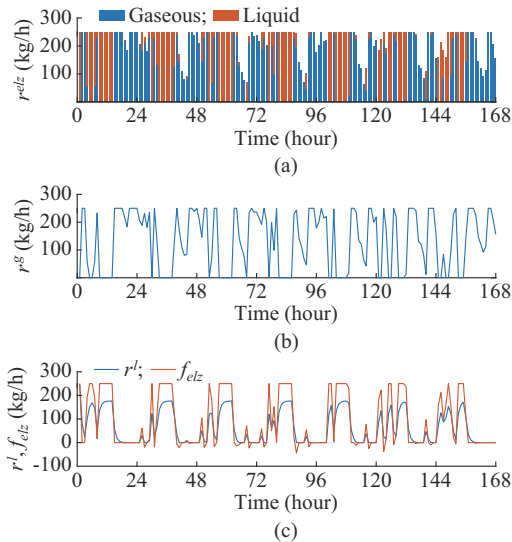 Gaseous; Liquid
300
200
100
r^elz (kg/h)
0 24 48 72 96 120 144 168
Time (hour)
(a)
300
200
100
r^g (kg/h)
0 24 48 72 96 120 144 168
Time (hour)
(b)
r^l; f_elz
300
200
100
0
-100
r^l, f_elz (kg/h)
0 24 48 72 96 120 144 168
Time (hour)
(c)